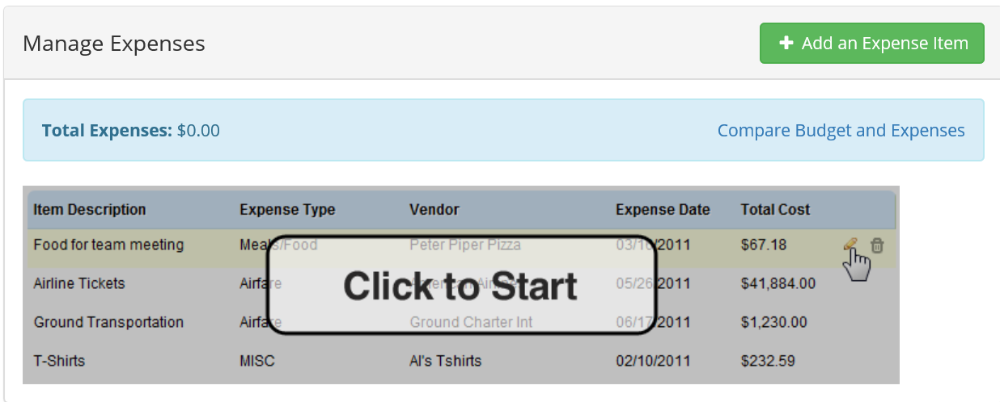 Manage Expenses
+ Add an Expense Item
Total Expenses: $0.00 Compare Budget and Expenses
Item Description Expense Type Vendor Expense Date Total Cost
Food for team meeting Meals/Food Peter Piper Pizza 03/10/2011 $67.18
Click to Start
Airline Tickets Airfare American Airlines 05/26/2011 $41,884.00
Ground Transportation Airfare Ground Charter Int 06/17/2011 $1,230.00
T-Shirts MISC Al's Tshirts 02/10/2011 $232.59